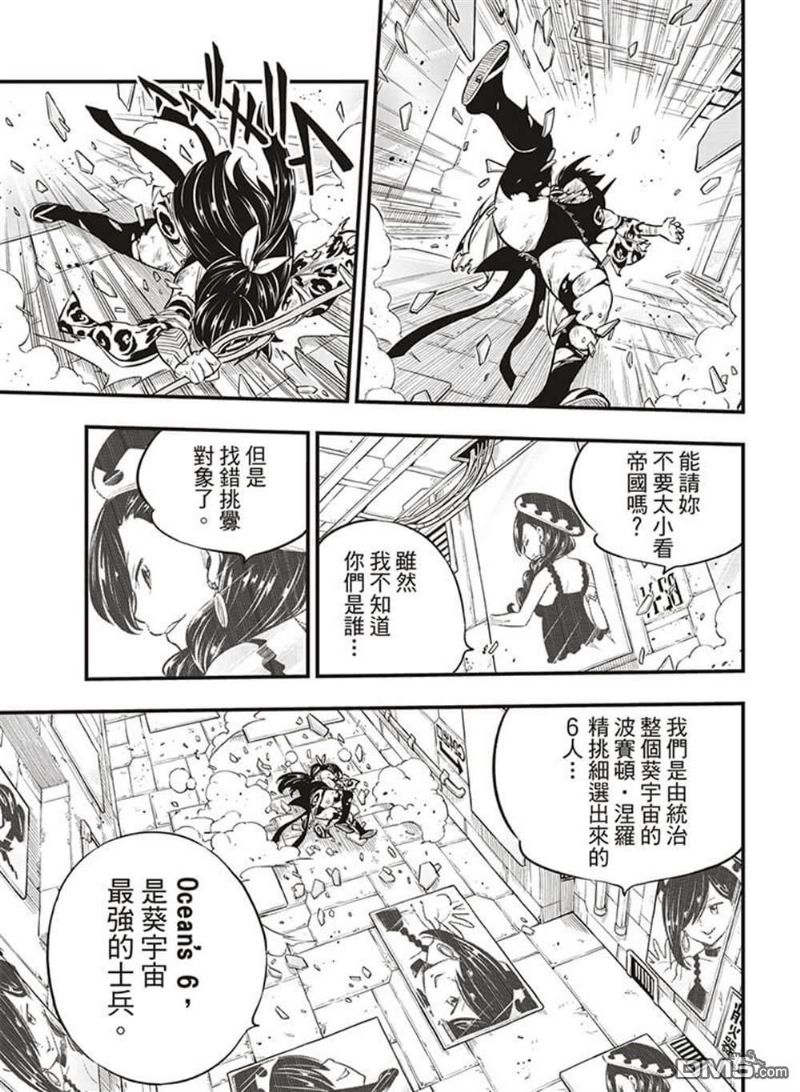 能請妳
不要太小看
帝國嗎?
雖然
我不知道
你們是誰…
但是
找錯挑釁
對象了。
我們是由統治
整個葵宇宙的
波賽頓・涅羅
精挑細選出來的
6人…
Ocean's 6,
是葵宇宙
最強的士兵。
消火器
DM5.com